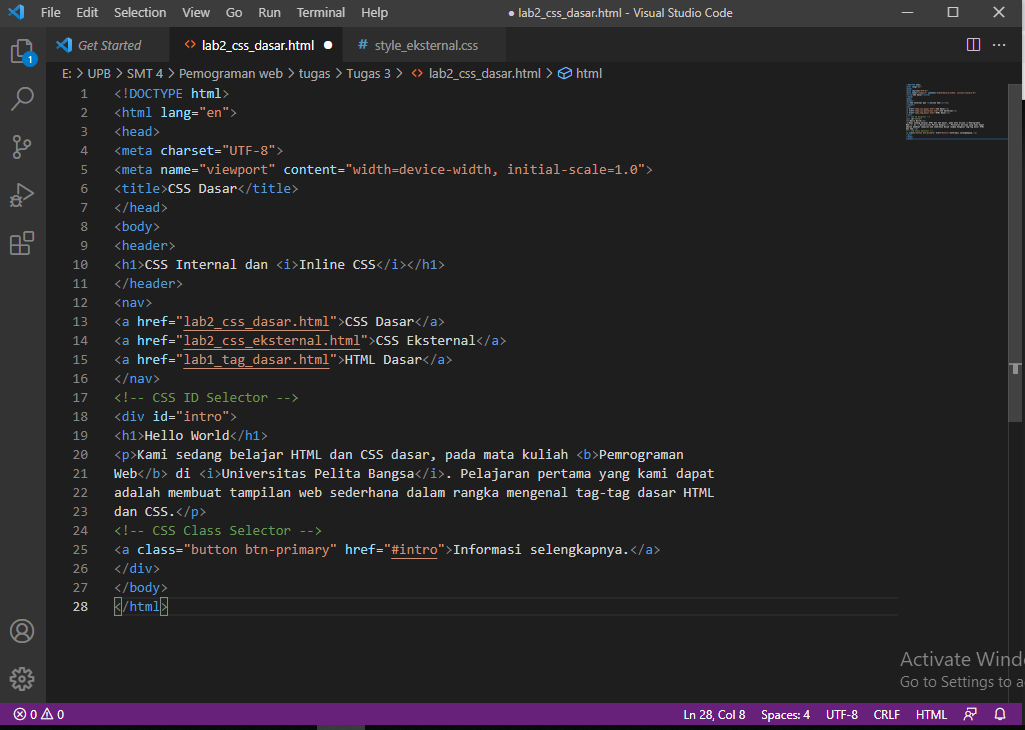 File Edit Selection View Go Run Terminal Help ● lab2_css_dasar.html - Visual Studio Code
Get Started <> lab2_css_dasar.html ● # style_eksternal.css
E: > UPB > SMT 4 > Pemograman web > tugas > Tugas 3 > <> lab2_css_dasar.html > html
1 <!DOCTYPE html>
2 <html lang="en">
3 <head>
4 <meta charset="UTF-8">
5 <meta name="viewport" content="width=device-width, initial-scale=1.0">
6 <title>CSS Dasar</title>
7 </head>
8 <body>
9 <header>
10 <h1>CSS Internal dan <i>Inline CSS</i></h1>
11 </header>
12 <nav>
13 <a href="lab2_css_dasar.html">CSS Dasar</a>
14 <a href="lab2_css_eksternal.html">CSS Eksternal</a>
15 <a href="lab1_tag_dasar.html">HTML Dasar</a>
16 </nav>
17 <!-- CSS ID Selector -->
18 <div id="intro">
19 <h1>Hello World</h1>
20 <p>Kami sedang belajar HTML dan CSS dasar, pada mata kuliah <b>Pemrograman
21 Web</b> di <i>Universitas Pelita Bangsa</i>. Pelajaran pertama yang kami dapat
22 adalah membuat tampilan web sederhana dalam rangka mengenal tag-tag dasar HTML
23 dan CSS.</p>
24 <!-- CSS Class Selector -->
25 <a class="button btn-primary" href="#intro">Informasi selengkapnya.</a>
26 </div>
27 </body>
28 </html>
1
Activate Wind
Go to Settings to a
0 0 Ln 28, Col 8 Spaces: 4 UTF-8 CRLF HTML